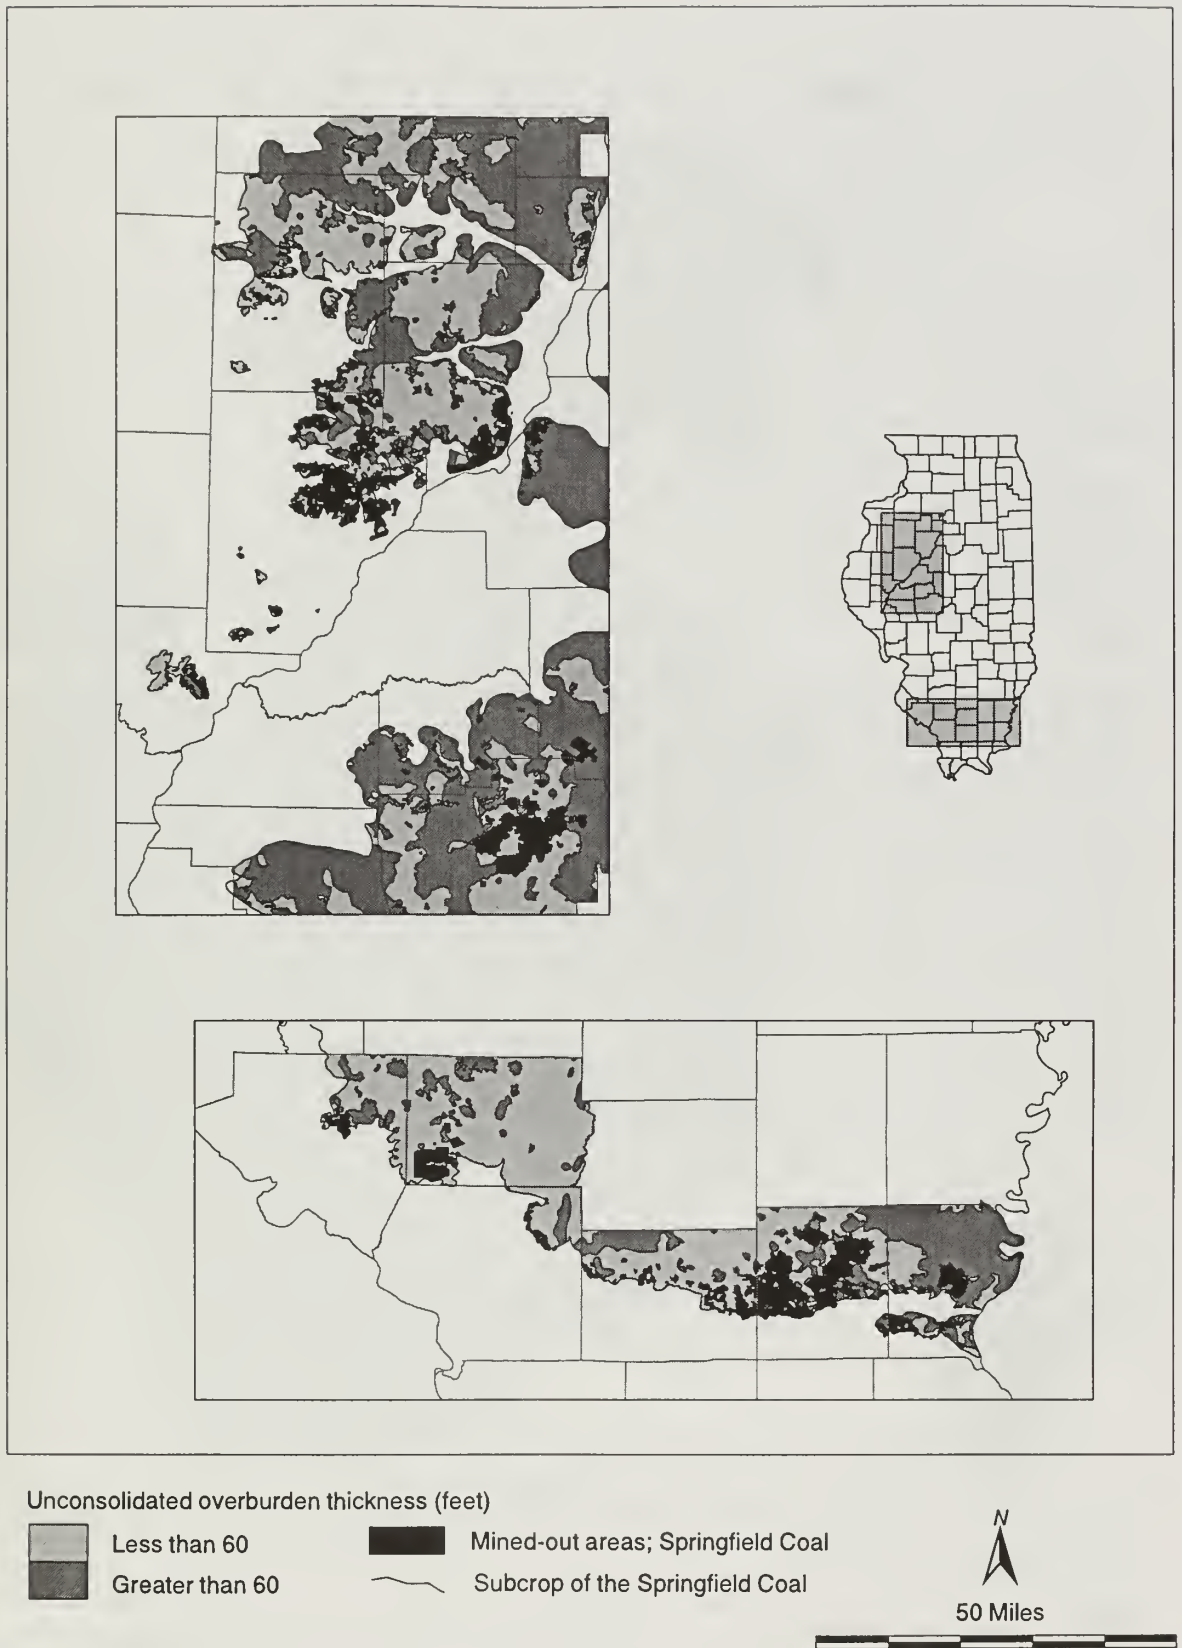 Unconsolidated overburden thickness (feet)
Less than 60
Greater than 60
Mined-out areas; Springfield Coal
Subcrop of the Springfield Coal
N
50 Miles